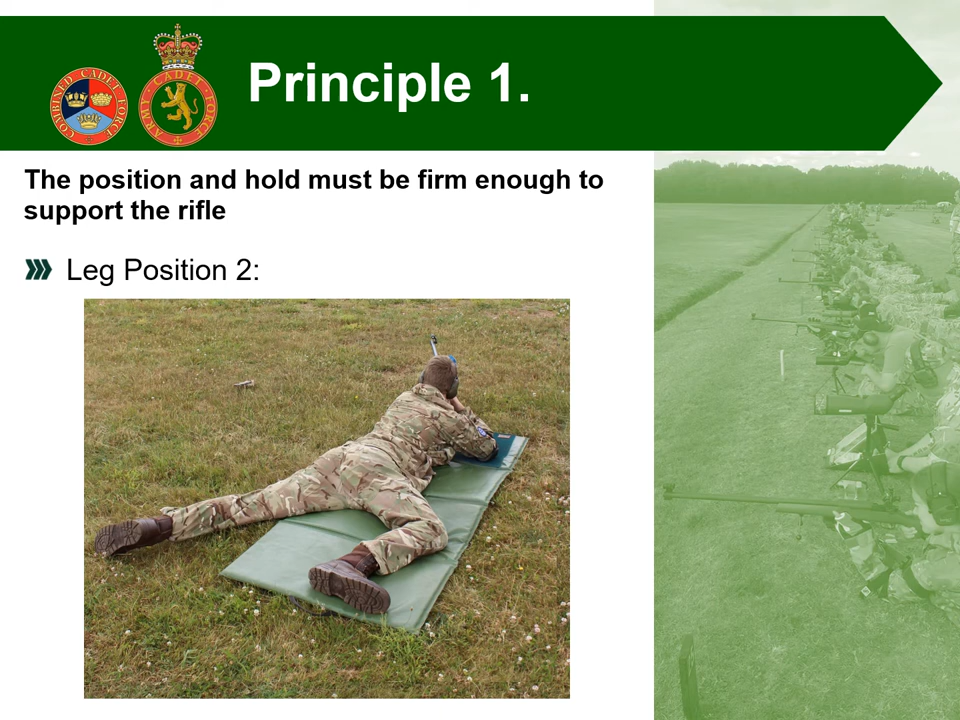 COMBINED CADET FORCE
ARMY CADET FORCE
Principle 1.
The position and hold must be firm enough to
support the rifle
Leg Position 2: